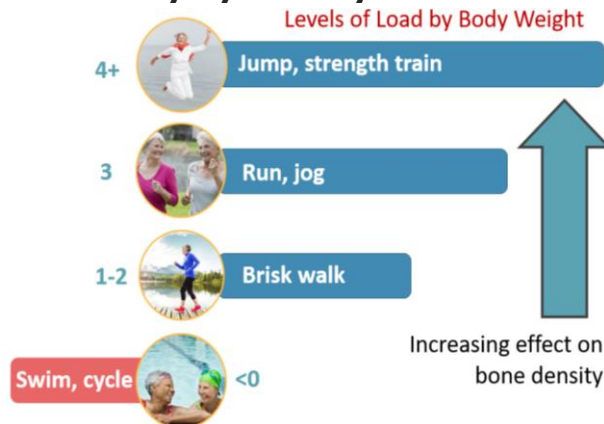 Levels of Load by Body Weight
4+ Jump, strength train
3 Run, jog
1-2 Brisk walk
Increasing effect on
bone density
Swim, cycle <0